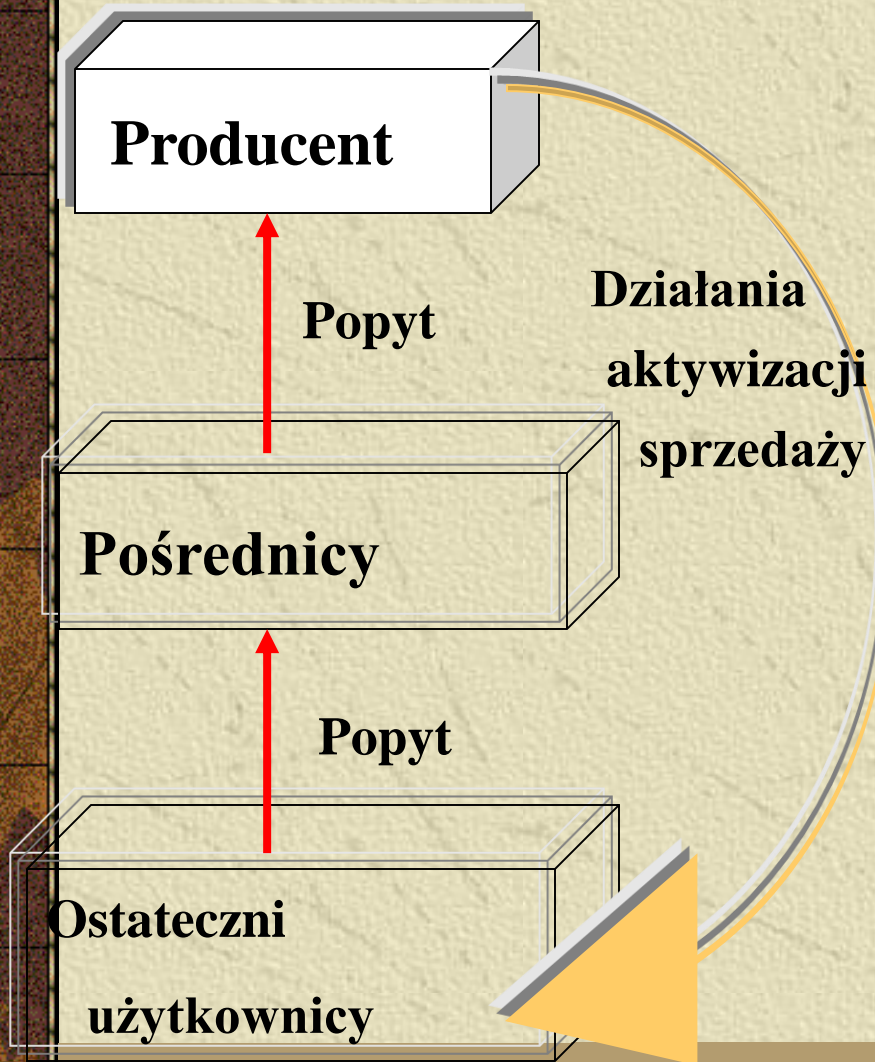 Producent
Popyt
Działania
aktywizacji
sprzedaży
Pośrednicy
Popyt
Ostateczni
użytkownicy